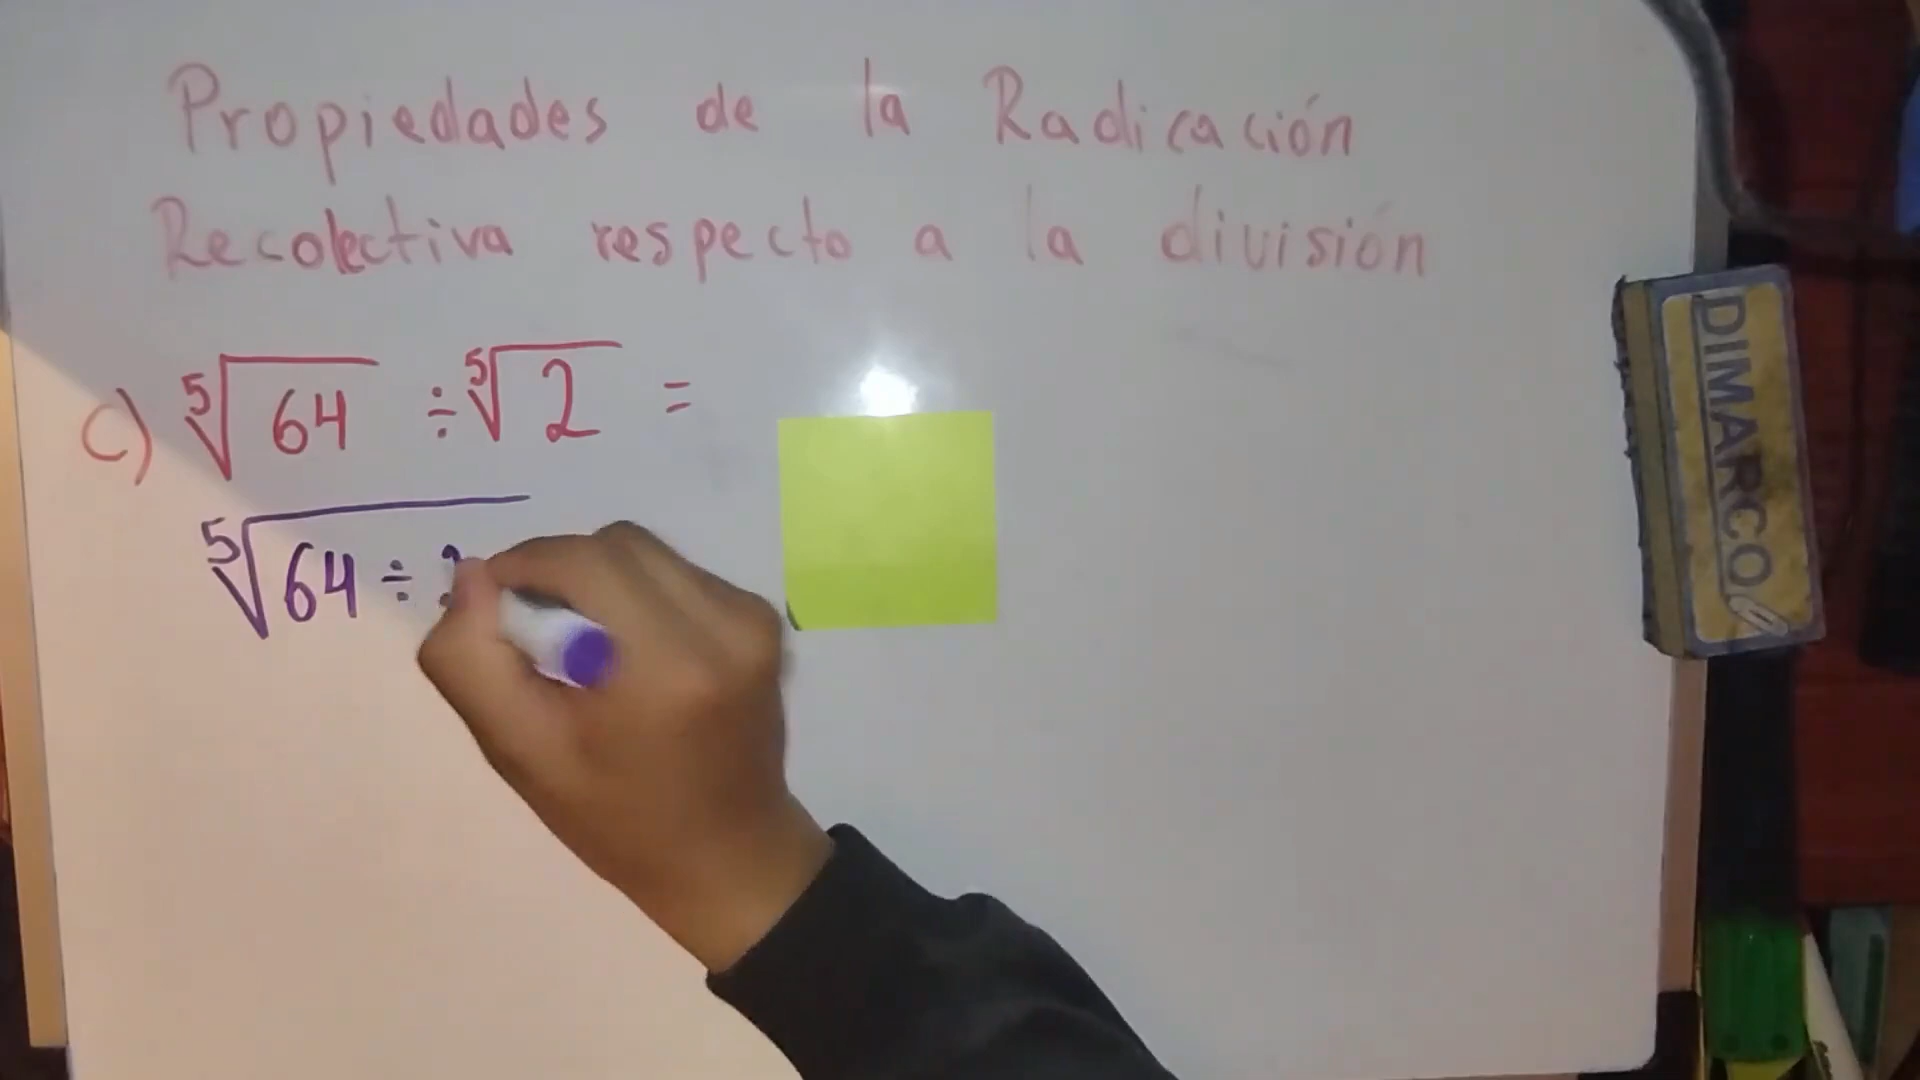 Propiedades de la Radicación
Recolectiva respecto a la división
c) ⁵√64 ÷ ⁵√2 =
⁵√64 ÷
DIMARCO